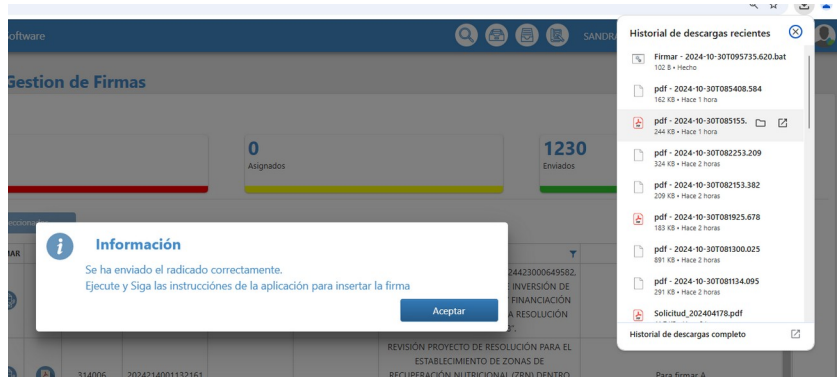 oftware
SANDRA
Gestion de Firmas
0
Asignados
1230
Enviados
MAR
Información
Se ha enviado el radicado correctamente.
Ejecute y Siga las instrucciónes de la aplicación para insertar la firma
Aceptar
24423000649582,
E INVERSIÓN DE
FINANCIACIÓN
A RESOLUCIÓN
314006
2024214001132161
REVISIÓN PROYECTO DE RESOLUCIÓN PARA EL
ESTABLECIMIENTO DE ZONAS DE
RECUPERACIÓN NUTRICIONAL (ZRN) DENTRO
Para firmar A
Historial de descargas recientes
Firmar - 2024-10-30T095735.620.bat
102 B • Hecho
pdf - 2024-10-30T085408.584
162 KB • Hace 1 hora
pdf - 2024-10-30T085155.
244 KB • Hace 1 hora
pdf - 2024-10-30T082253.209
324 KB • Hace 2 horas
pdf - 2024-10-30T082153.382
209 KB • Hace 2 horas
pdf - 2024-10-30T081925.678
183 KB • Hace 2 horas
pdf - 2024-10-30T081300.025
891 KB • Hace 2 horas
pdf - 2024-10-30T081134.095
291 KB • Hace 2 horas
Solicitud_202404178.pdf
Historial de descargas completo